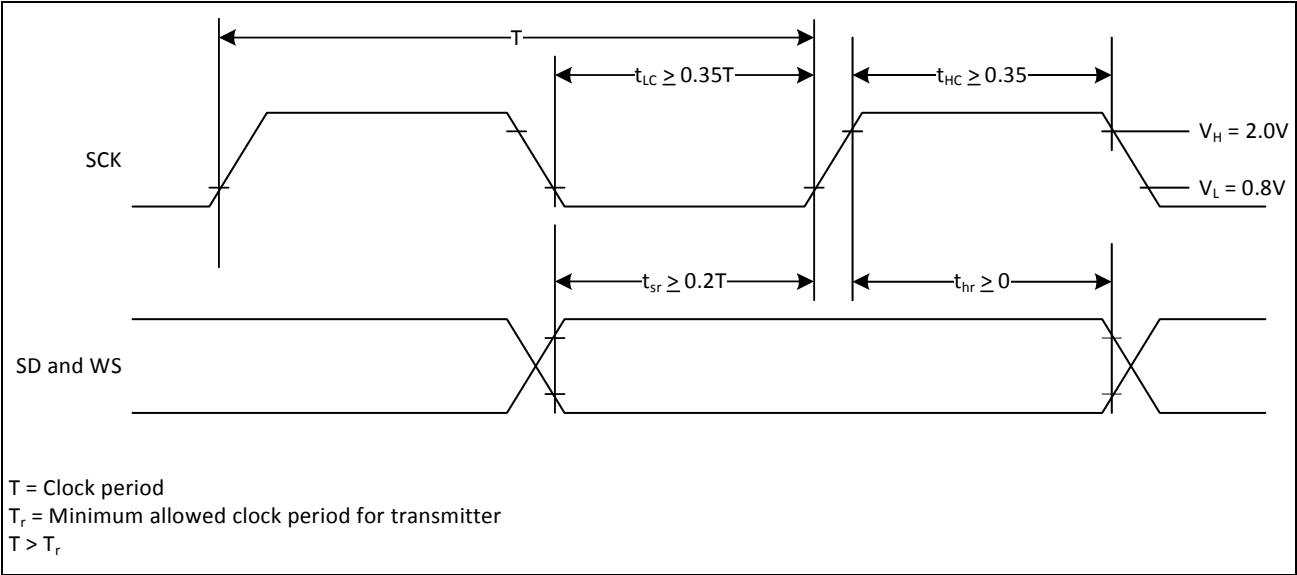 T
t_LC ≥ 0.35T
t_HC ≥ 0.35
SCK
V_H = 2.0V
V_L = 0.8V
t_sr ≥ 0.2T
t_hr ≥ 0
SD and WS
T = Clock period
T_r = Minimum allowed clock period for transmitter
T > T_r